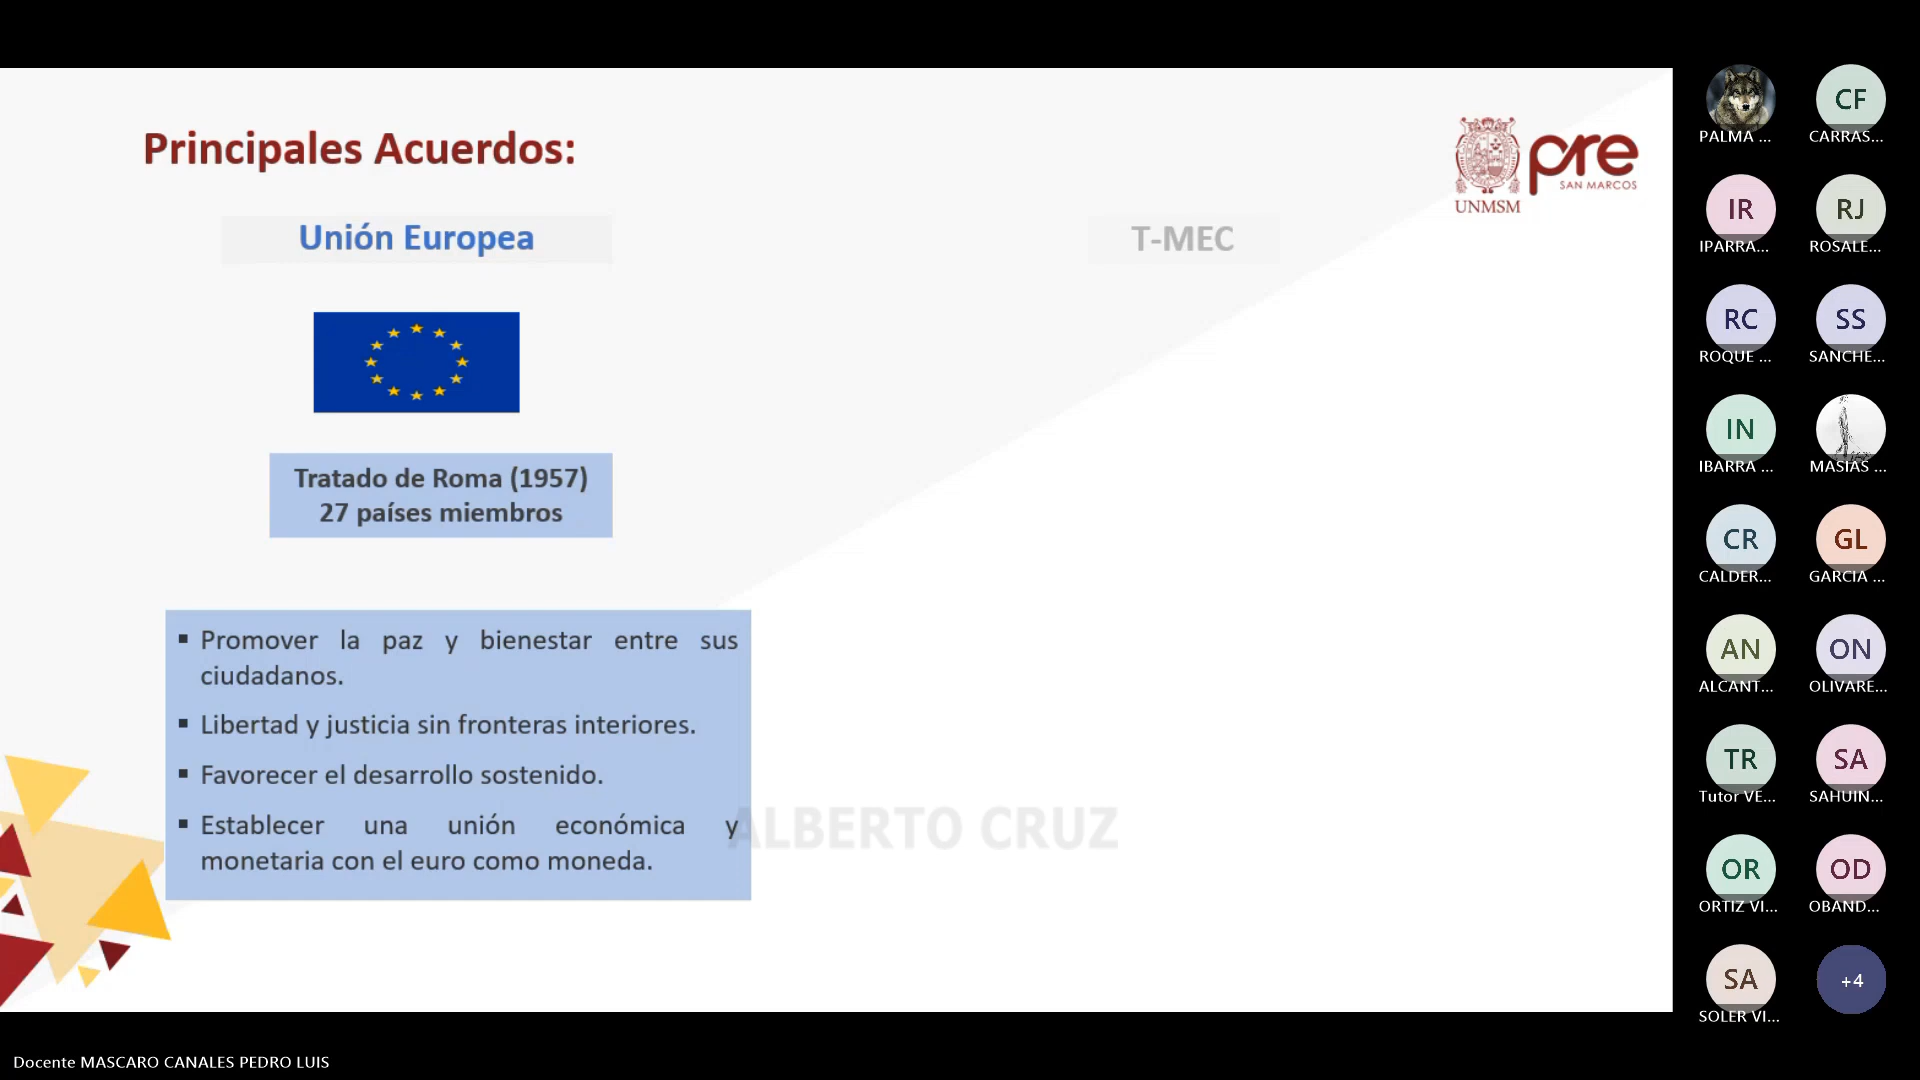 Principales Acuerdos:
pre
SAN MARCOS
UNMSM
Unión Europea
T-MEC
Tratado de Roma (1957)
27 países miembros
▪ Promover la paz y bienestar entre sus
ciudadanos.
▪ Libertad y justicia sin fronteras interiores.
▪ Favorecer el desarrollo sostenido.
▪ Establecer una unión económica y
monetaria con el euro como moneda.
ALBERTO CRUZ
PALMA ...
CF
CARRAS...
IR
IPARRA...
RJ
ROSALE...
RC
ROQUE ...
SS
SANCHE...
IN
IBARRA ...
MASIAS ...
CR
CALDER...
GL
GARCIA ...
AN
ALCANT...
ON
OLIVARE...
TR
Tutor VE...
SA
SAHUIN...
OR
ORTIZ VI...
OD
OBAND...
SA
SOLER VI...
+4
Docente MASCARO CANALES PEDRO LUIS